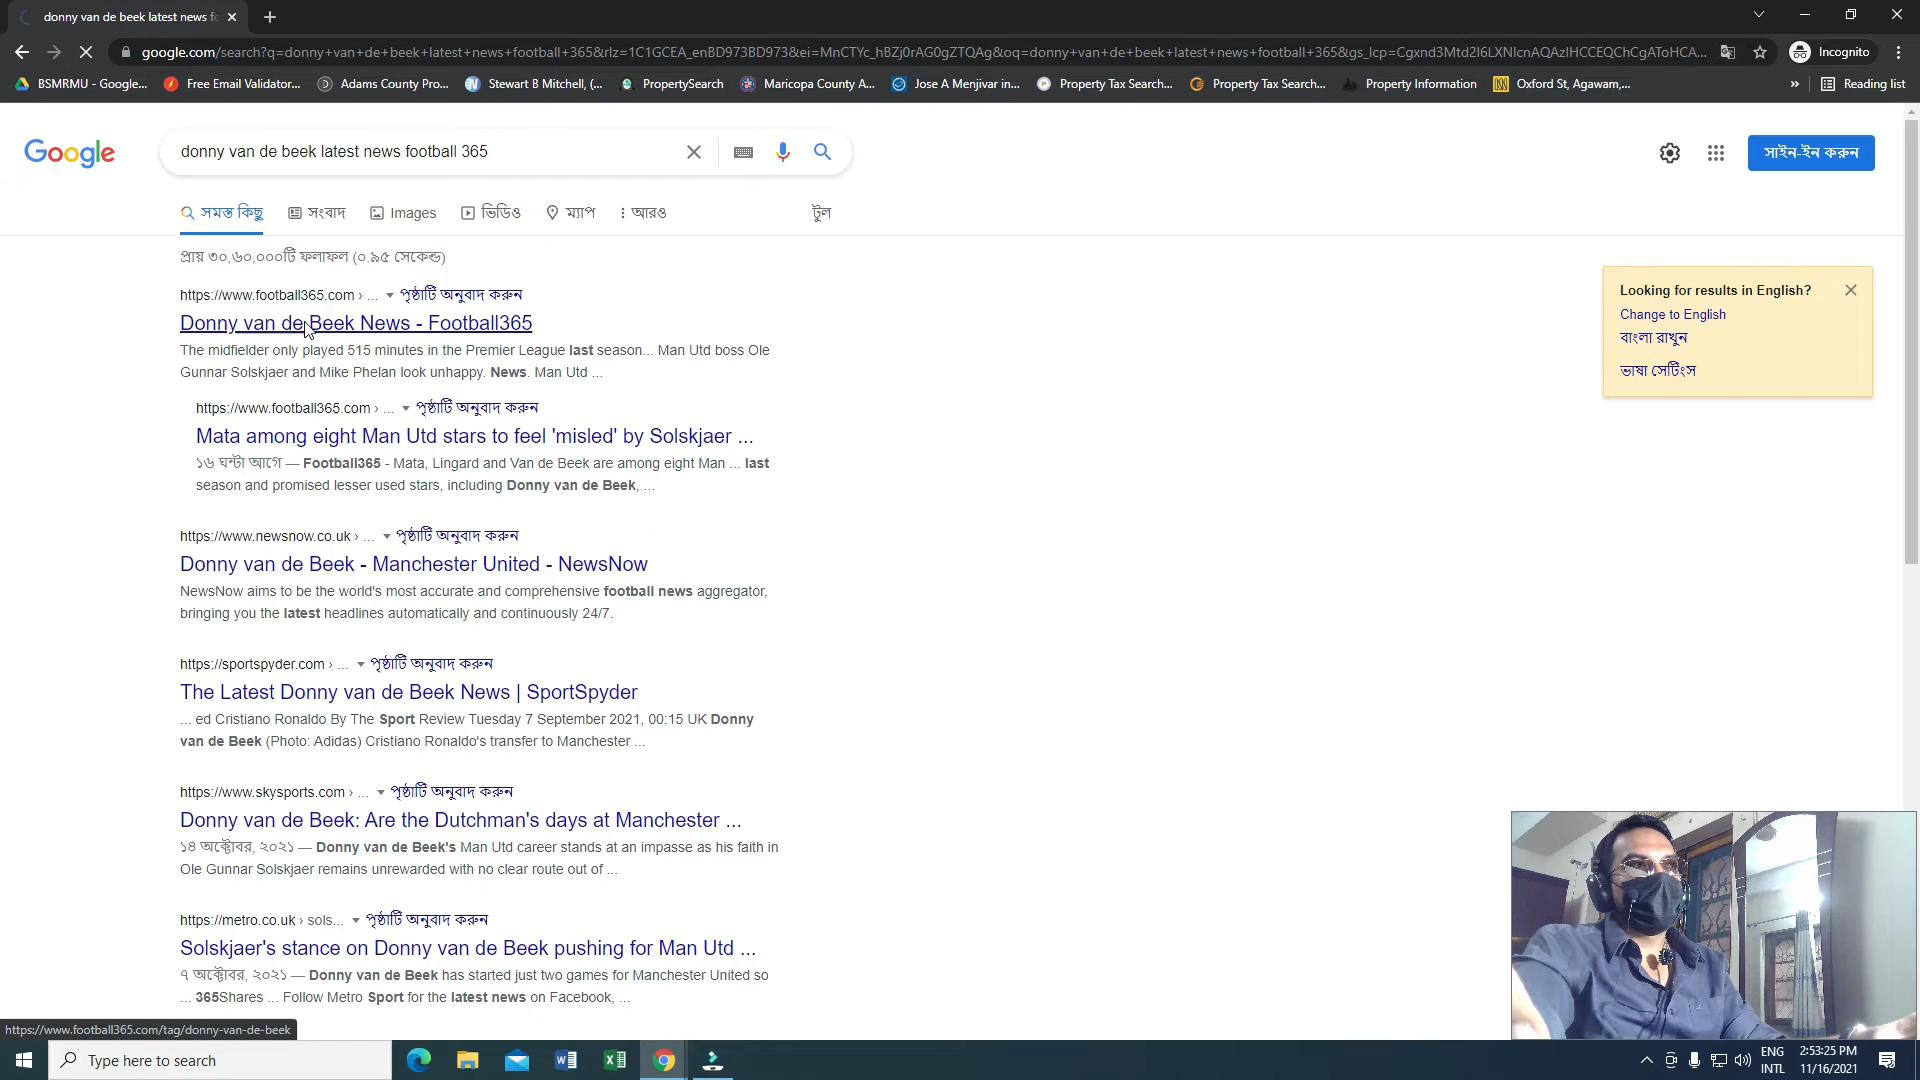 donny van de beek latest news fo
google.com/search?q=donny+van+de+beek+latest+news+football+365&rlz=1C1GCEA_enBD973BD973&ei=MnCTYc_hBZj0rAG0gZTQAg&oq=donny+van+de+beek+latest+news+football+365&gs_lcp=Cgxnd3Mtd2l6LXNlcnAQAzIHCCEQChCgAToHCA...
Incognito
BSMRMU - Google...
Free Email Validator...
Adams County Pro...
Stewart B Mitchell, (...
PropertySearch
Maricopa County A...
Jose A Menjivar in...
Property Tax Search...
Property Tax Search...
Property Information
Oxford St, Agawam,...
»
Reading list
Google
donny van de beek latest news football 365
সাইন-ইন করুন
সমস্ত কিছু
সংবাদ
Images
ভিডিও
ম্যাপ
আরও
টুল
প্রায় ৩০,৬০,০০০টি ফলাফল (০.৯৫ সেকেন্ড)
https://www.football365.com › ... পৃষ্ঠাটি অনুবাদ করুন
Donny van de Beek News - Football365
The midfielder only played 515 minutes in the Premier League last season... Man Utd boss Ole
Gunnar Solskjaer and Mike Phelan look unhappy. News. Man Utd ...
https://www.football365.com › ... পৃষ্ঠাটি অনুবাদ করুন
Mata among eight Man Utd stars to feel 'misled' by Solskjaer ...
১৬ ঘন্টা আগে — Football365 - Mata, Lingard and Van de Beek are among eight Man ... last
season and promised lesser used stars, including Donny van de Beek, ...
https://www.newsnow.co.uk › ... পৃষ্ঠাটি অনুবাদ করুন
Donny van de Beek - Manchester United - NewsNow
NewsNow aims to be the world's most accurate and comprehensive football news aggregator,
bringing you the latest headlines automatically and continuously 24/7.
https://sportspyder.com › ... পৃষ্ঠাটি অনুবাদ করুন
The Latest Donny van de Beek News | SportSpyder
... ed Cristiano Ronaldo By The Sport Review Tuesday 7 September 2021, 00:15 UK Donny
van de Beek (Photo: Adidas) Cristiano Ronaldo's transfer to Manchester ...
https://www.skysports.com › ... পৃষ্ঠাটি অনুবাদ করুন
Donny van de Beek: Are the Dutchman's days at Manchester ...
১৪ অক্টোবর, ২০২১ — Donny van de Beek's Man Utd career stands at an impasse as his faith in
Ole Gunnar Solskjaer remains unrewarded with no clear route out of ...
https://metro.co.uk › sols... পৃষ্ঠাটি অনুবাদ করুন
Solskjaer's stance on Donny van de Beek pushing for Man Utd ...
৭ অক্টোবর, ২০২১ — Donny van de Beek has started just two games for Manchester United so
... 365Shares ... Follow Metro Sport for the latest news on Facebook, ...
Looking for results in English?
Change to English
বাংলা রাখুন
ভাষা সেটিংস
https://www.football365.com/tag/donny-van-de-beek
Type here to search
ENG
INTL
2:53:25 PM
11/16/2021